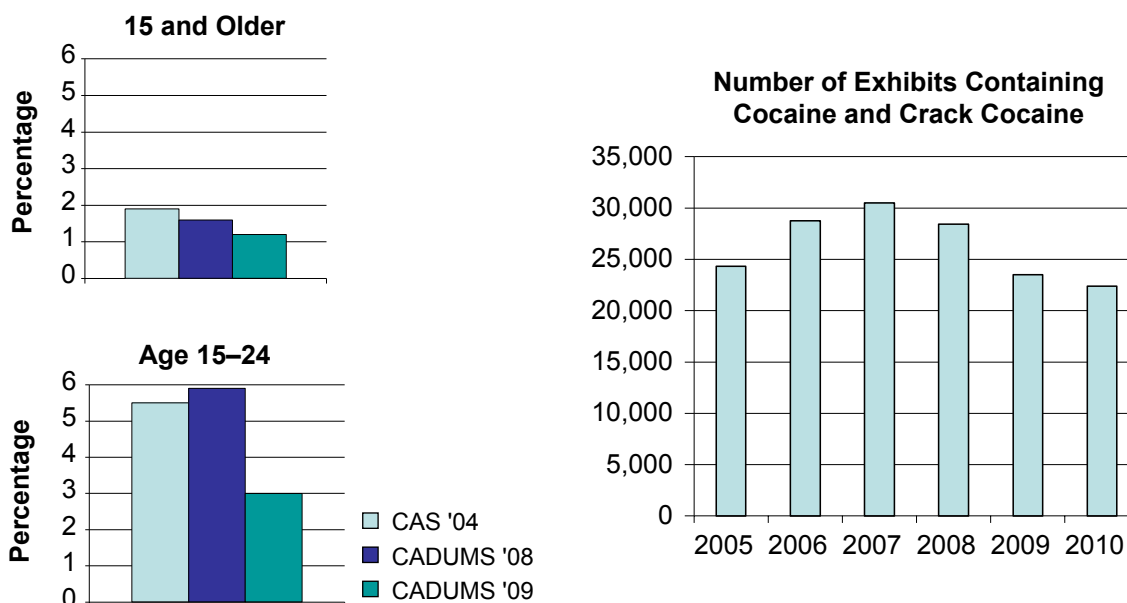 15 and Older
Percentage
6
5
4
3
2
1
0
Age 15–24
Percentage
6
5
4
3
2
1
0
CAS '04
CADUMS '08
CADUMS '09
Number of Exhibits Containing
Cocaine and Crack Cocaine
35,000
30,000
25,000
20,000
15,000
10,000
5,000
0
2005 2006 2007 2008 2009 2010